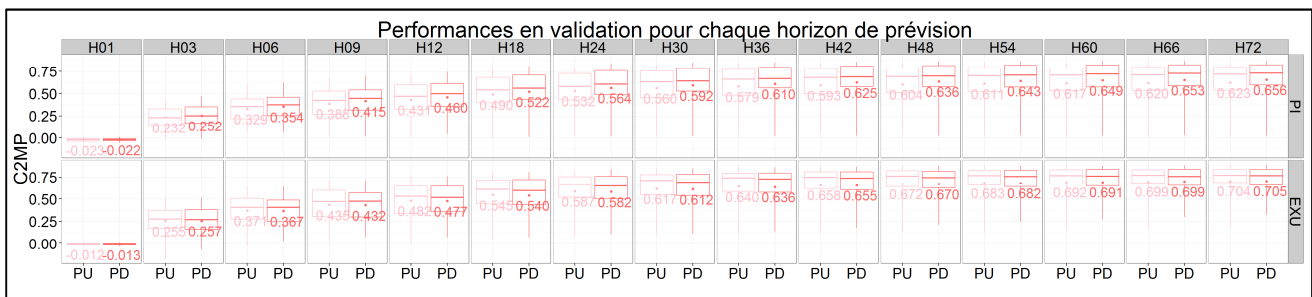 Performances en validation pour chaque horizon de prévision
H01 H03 H06 H09 H12 H18 H24 H30 H36 H42 H48 H54 H60 H66 H72
C2MP
0.75
0.50
0.25
0.00
-0.023 -0.022 0.232 0.252 0.329 0.354 0.388 0.415 0.431 0.460 0.490 0.522 0.532 0.564 0.560 0.592 0.579 0.610 0.593 0.625 0.604 0.636 0.611 0.643 0.617 0.649 0.620 0.653 0.623 0.656
PI
0.75
0.50
0.25
0.00
-0.012 -0.013 0.255 0.257 0.371 0.367 0.435 0.432 0.482 0.477 0.545 0.540 0.587 0.582 0.617 0.612 0.640 0.636 0.658 0.655 0.672 0.670 0.683 0.682 0.692 0.691 0.699 0.699 0.704 0.705
EXU
PU PD PU PD PU PD PU PD PU PD PU PD PU PD PU PD PU PD PU PD PU PD PU PD PU PD PU PD PU PD